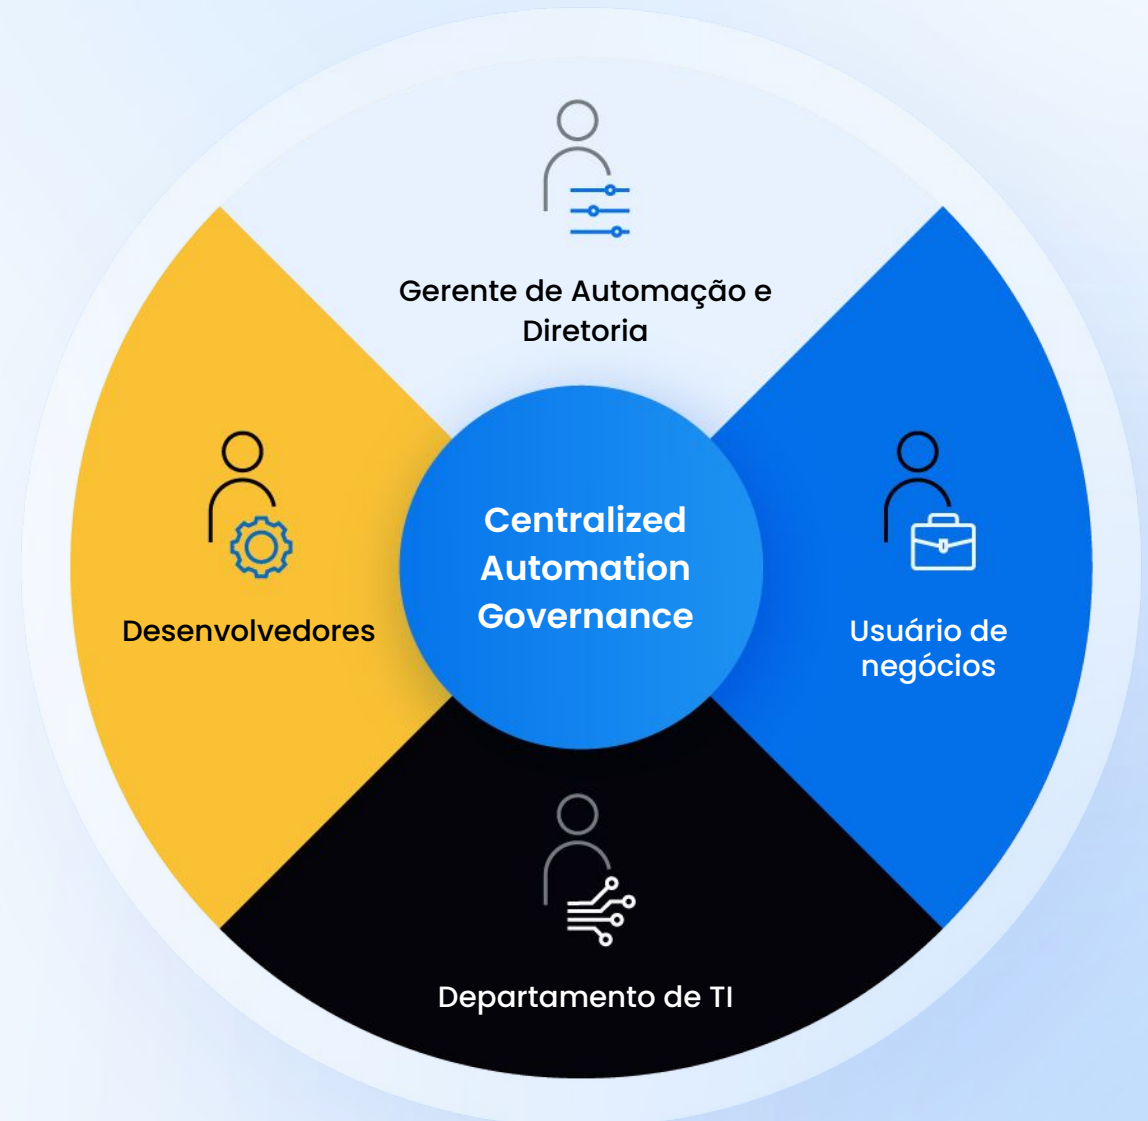 Gerente de Automação e
Diretoria
Desenvolvedores
Centralized
Automation
Governance
Usuário de
negócios
Departamento de TI